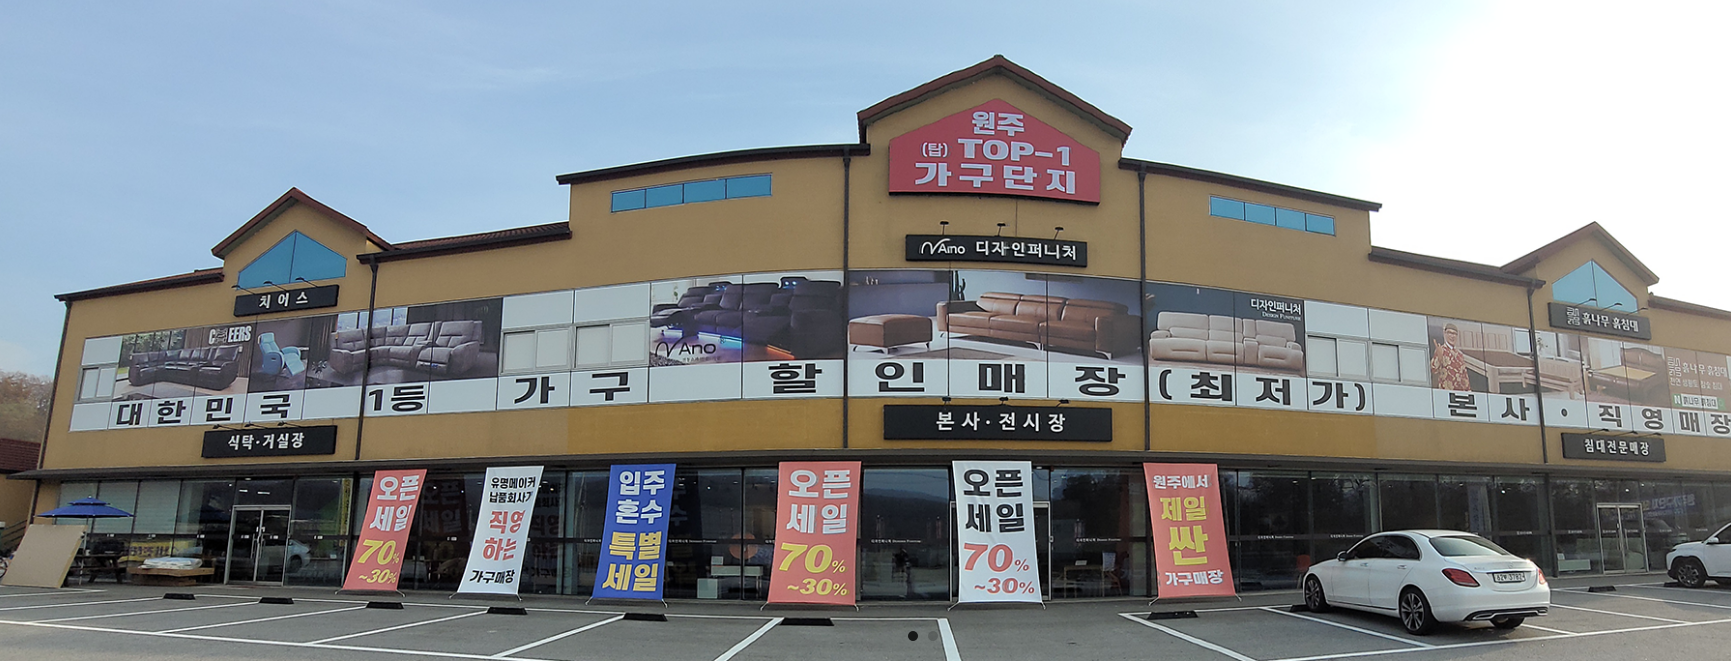 원주
(탑) TOP-1
가구단지
Aino 디자인퍼니처
치어스
CHEERS
Aino
디자인퍼니처
DESIGN FURNITURE
흙나무 흙침대
대한민국 1등 가구 할인매장(최저가) 본사·직영매장
식탁·거실장
본사·전시장
침대전문매장
오픈
세일
70%
~30%
유명메이커
납품회사가
직영
하는
가구매장
입주
혼수
특별
세일
오픈
세일
70%
~30%
오픈
세일
70%
~30%
원주에서
제일
싼
가구매장